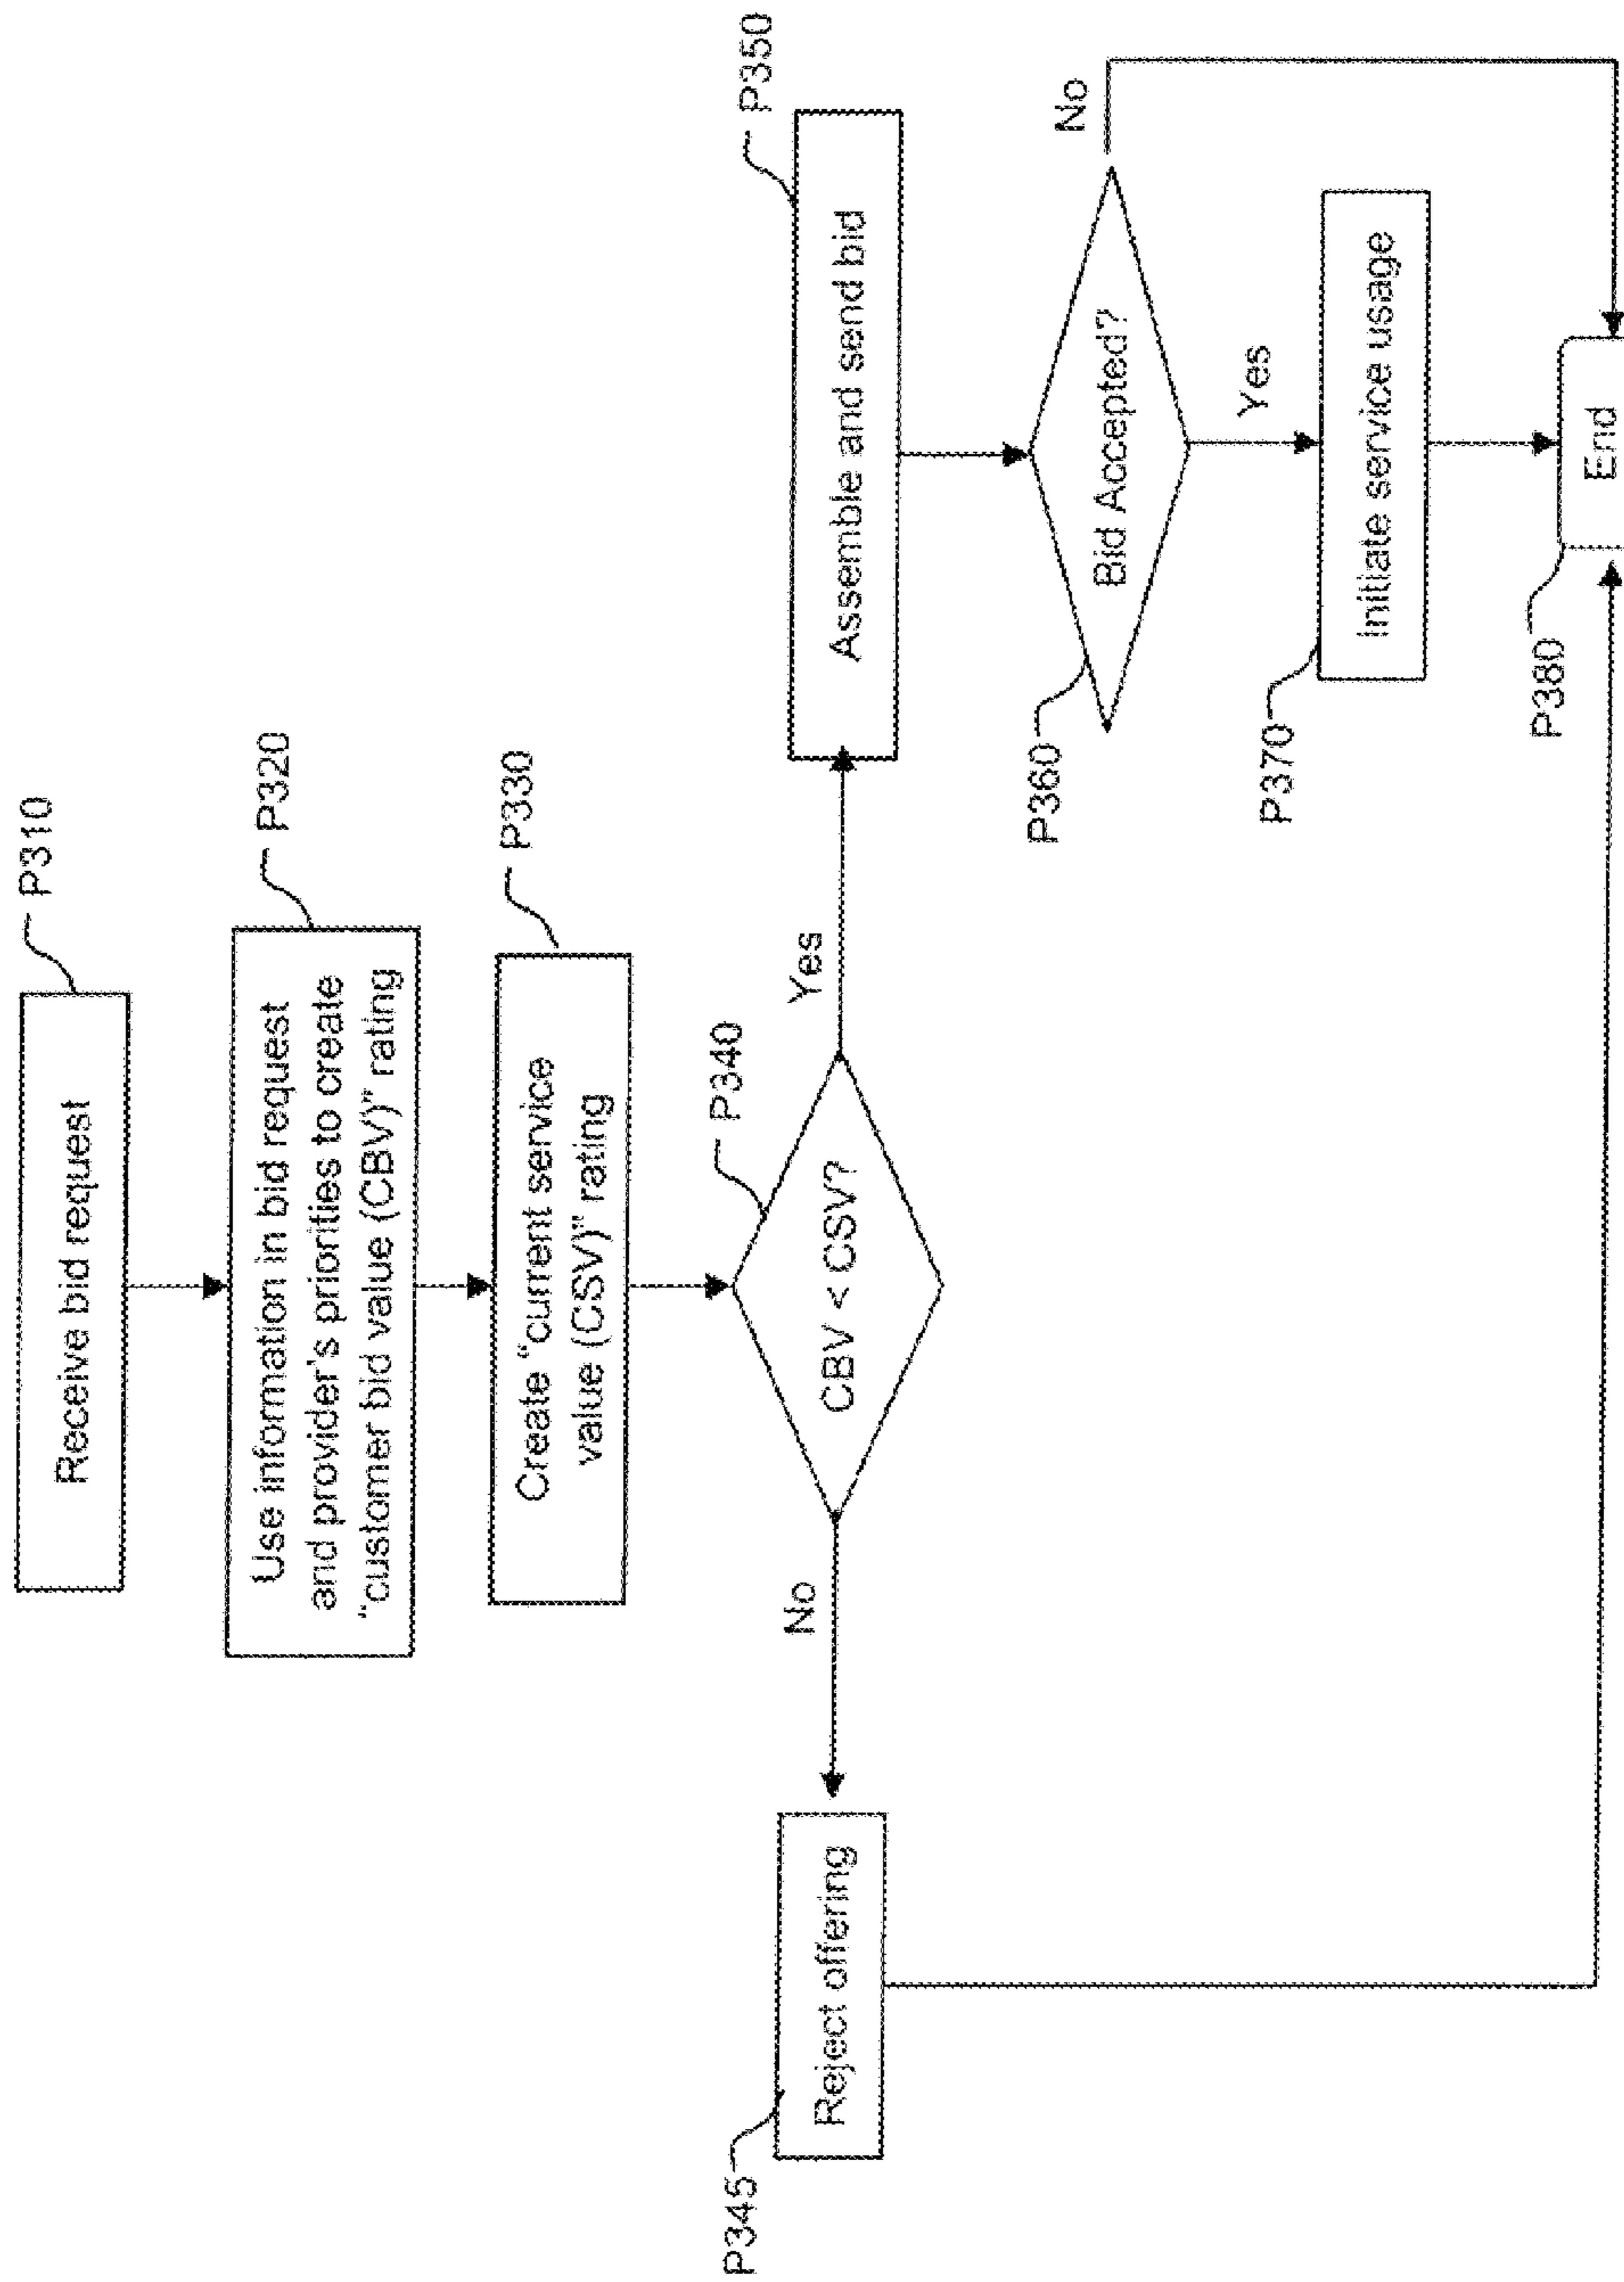 P310
Receive bid request
P320
Use information in bid request
and provider's priorities to create
"customer bid value (CBV)" rating
P330
Create "current service
value (CSV)" rating
P340
CBV < CSV?
No
Yes
P345
Reject offering
P350
Assemble and send bid
P360
Bid Accepted?
No
Yes
P370
Initiate service usage
P380
End